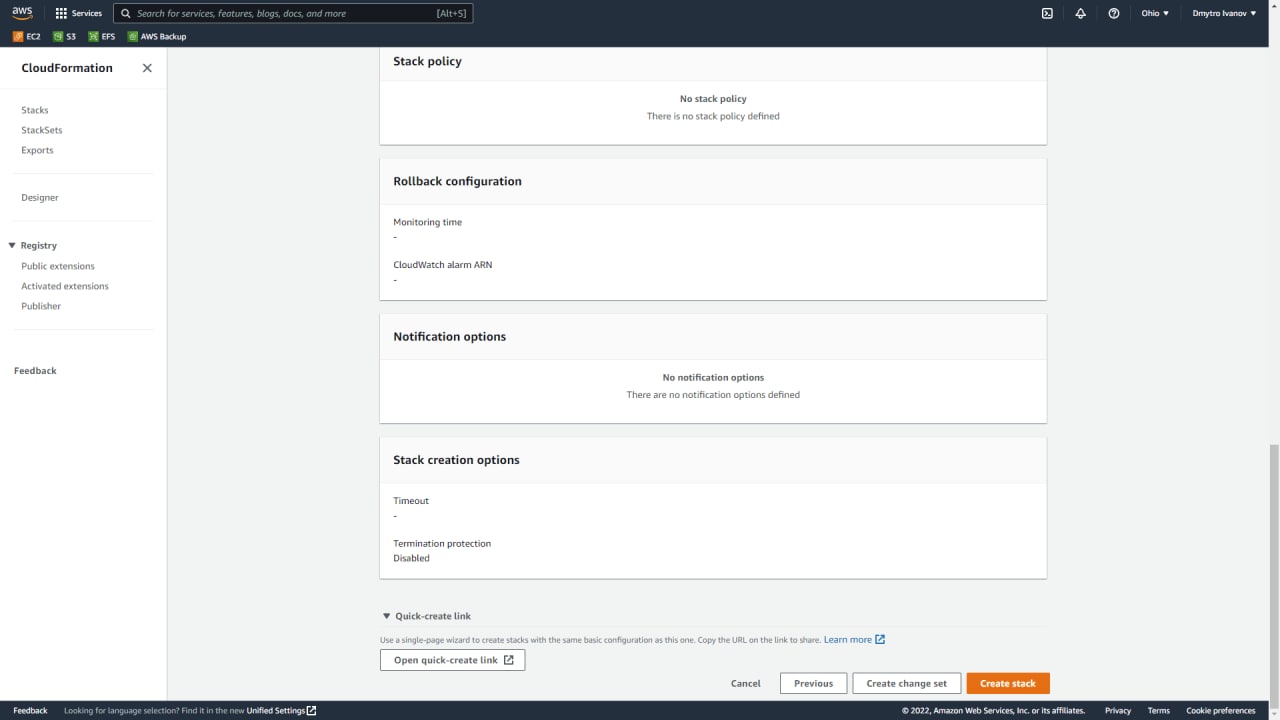 aws
Services
Search for services, features, blogs, docs, and more
[Alt+S]
Ohio ▼
Dmytro Ivanov ▼
EC2
S3
EFS
AWS Backup
CloudFormation
Stacks
StackSets
Exports
Designer
▼ Registry
Public extensions
Activated extensions
Publisher
Feedback
Stack policy
No stack policy
There is no stack policy defined
Rollback configuration
Monitoring time
-
CloudWatch alarm ARN
-
Notification options
No notification options
There are no notification options defined
Stack creation options
Timeout
-
Termination protection
Disabled
▼ Quick-create link
Use a single-page wizard to create stacks with the same basic configuration as this one. Copy the URL on the link to share. Learn more
Open quick-create link
Cancel
Previous
Create change set
Create stack
Feedback
Looking for language selection? Find it in the new Unified Settings
© 2022, Amazon Web Services, Inc. or its affiliates.
Privacy
Terms
Cookie preferences